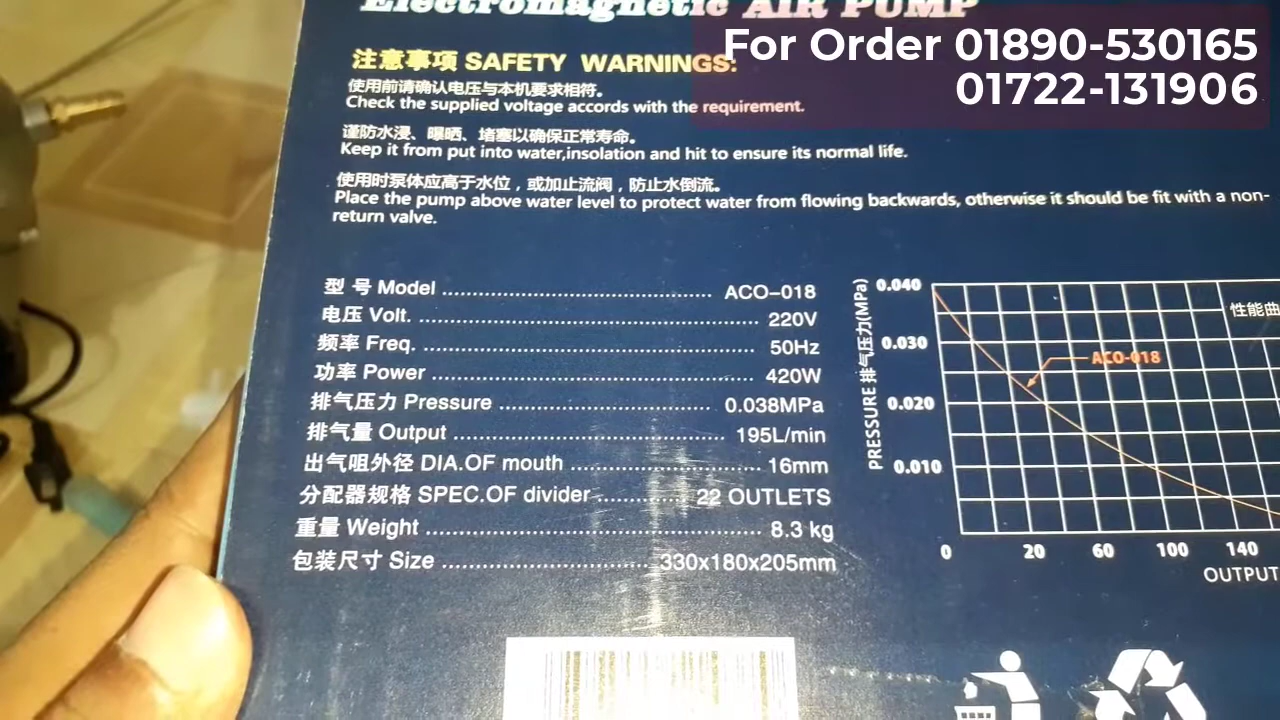 Electromagnetic AIR PUMP
For Order 01890-530165
01722-131906
注意事项 SAFETY WARNINGS:
使用前请确认电压与本机要求相符。
Check the supplied voltage accords with the requirement.
谨防水浸、曝晒、堵塞以确保正常寿命。
Keep it from put into water,insolation and hit to ensure its normal life.
使用时泵体应高于水位，或加止流阀，防止水倒流。
Place the pump above water level to protect water from flowing backwards, otherwise it should be fit with a non-
return valve.
型 号 Model ........................................ ACO-018
电压 Volt. ........................................ 220V
频率 Freq. ........................................ 50Hz
功率 Power ........................................ 420W
排气压力 Pressure ........................................ 0.038MPa
排气量 Output ........................................ 195L/min
出气咀外径 DIA.OF mouth ........................................ 16mm
分配器规格 SPEC.OF divider ................ 22 OUTLETS
重量 Weight ........................................ 8.3 kg
包装尺寸 Size ........................................ 330x180x205mm
PRESSURE 排气压力(MPa)
0.040
0.030
0.020
0.010
性能曲
ACO-018
0 20 60 100 140
OUTPUT